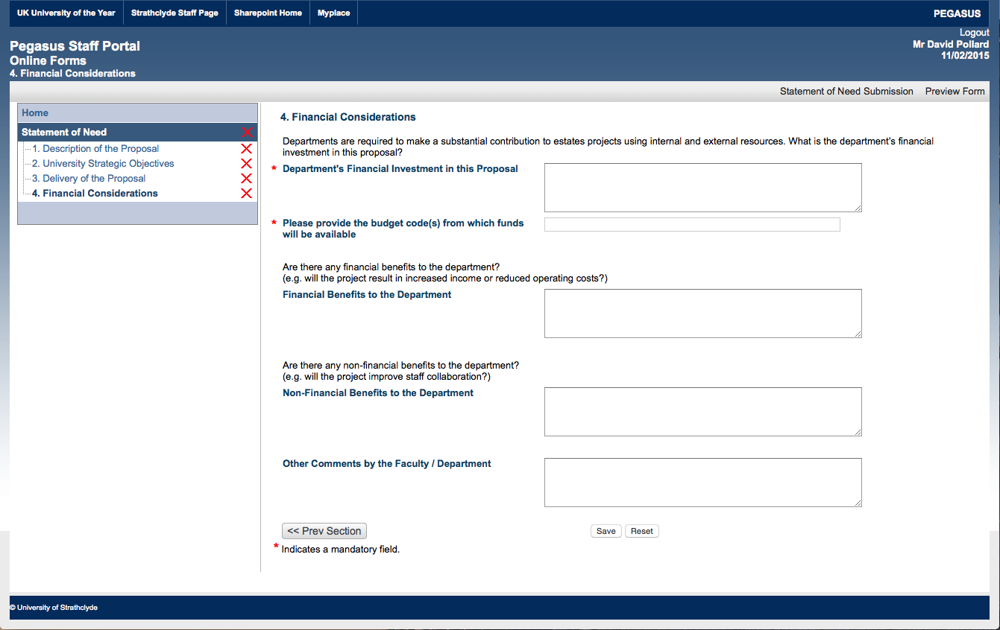 UK University of the Year
Strathclyde Staff Page
Sharepoint Home
Myplace
PEGASUS
Logout
Mr David Pollard
11/02/2015
Pegasus Staff Portal
Online Forms
4. Financial Considerations
Statement of Need Submission
Preview Form
Home
Statement of Need
1. Description of the Proposal
2. University Strategic Objectives
3. Delivery of the Proposal
4. Financial Considerations
4. Financial Considerations
Departments are required to make a substantial contribution to estates projects using internal and external resources. What is the department's financial
investment in this proposal?
* Department's Financial Investment in this Proposal
* Please provide the budget code(s) from which funds
will be available
Are there any financial benefits to the department?
(e.g. will the project result in increased income or reduced operating costs?)
Financial Benefits to the Department
Are there any non-financial benefits to the department?
(e.g. will the project improve staff collaboration?)
Non-Financial Benefits to the Department
Other Comments by the Faculty / Department
<< Prev Section
Save
Reset
* Indicates a mandatory field.
© University of Strathclyde